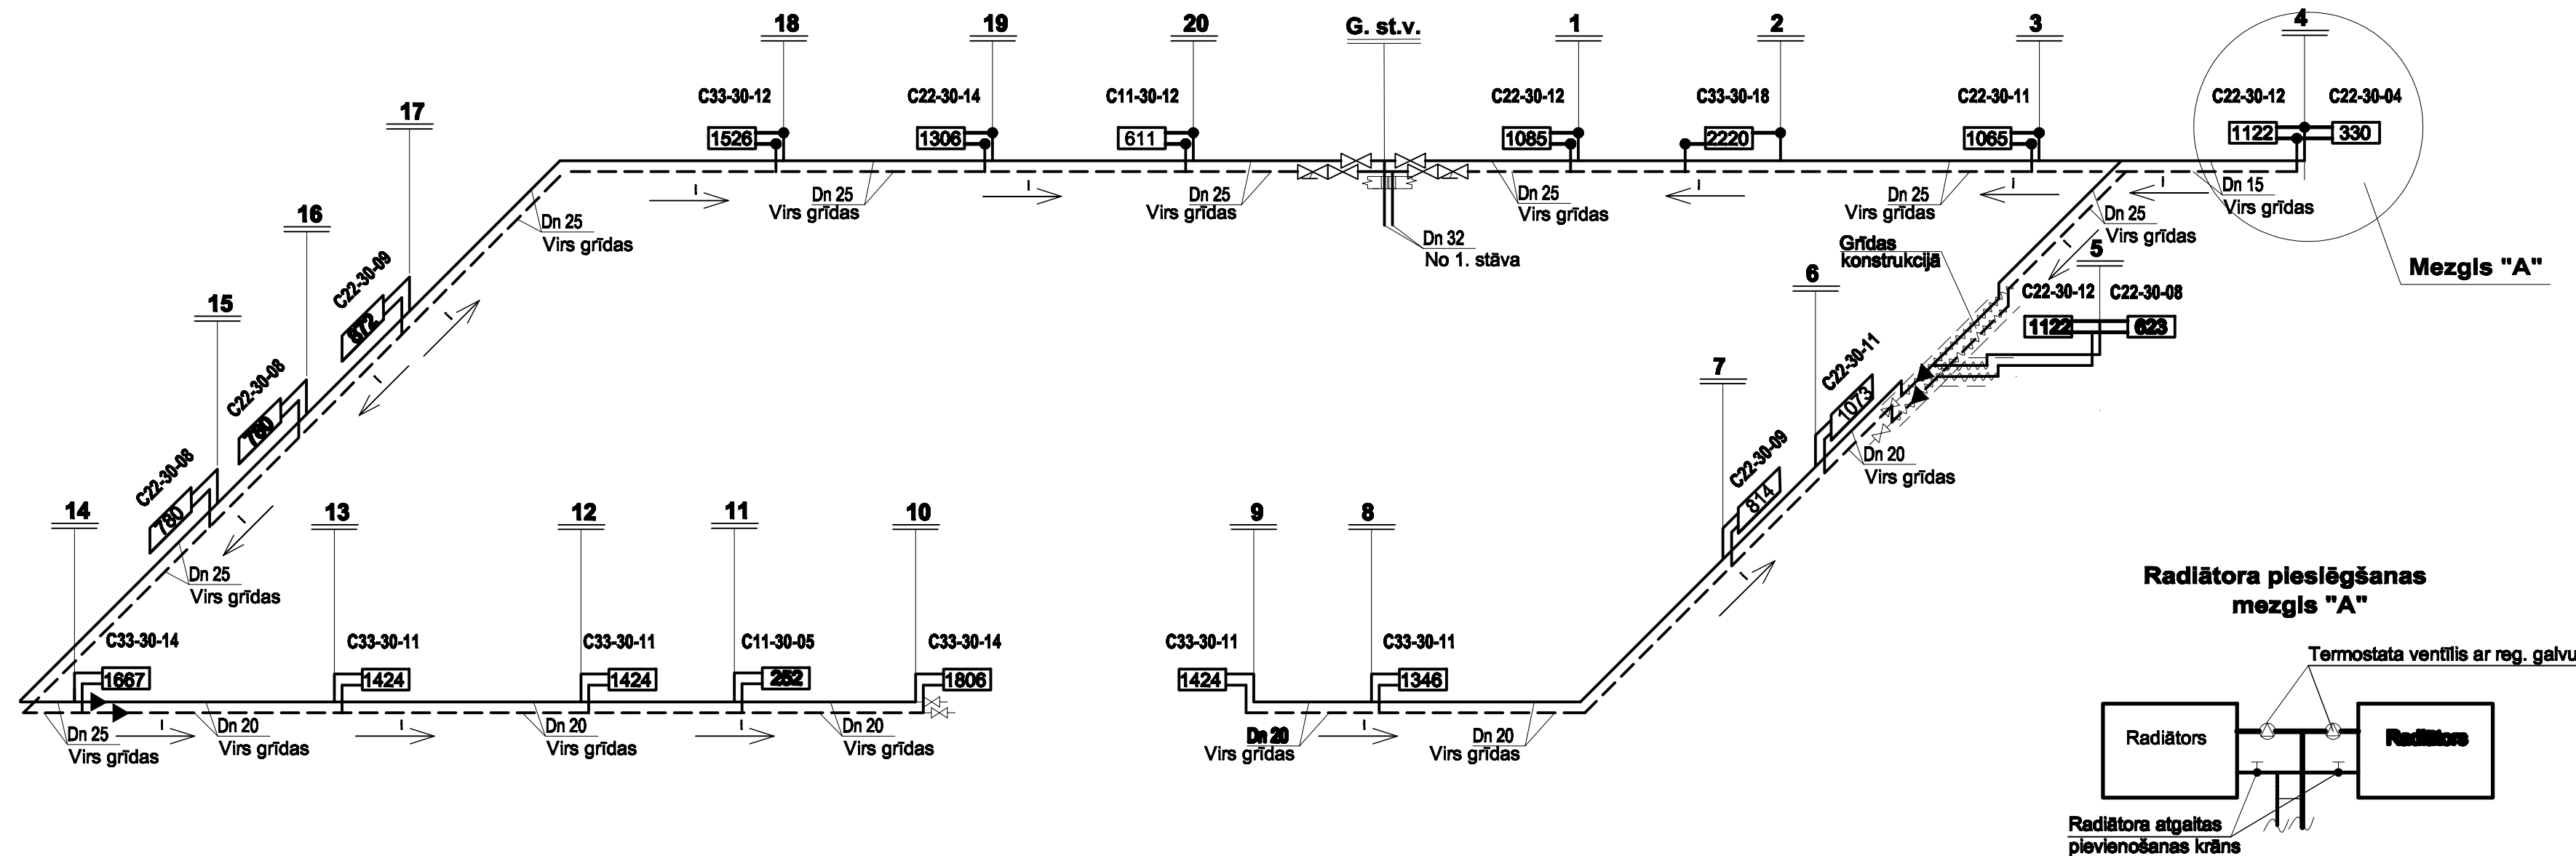 18
19
20
G. st.v.
1
2
3
4
C33-30-12
C22-30-14
C11-30-12
C22-30-12
C33-30-18
C22-30-11
C22-30-12
C22-30-04
17
1526
1306
611
1085
2220
1065
1122
330
Dn 25
Virs grīdas
Dn 25
Virs grīdas
Dn 25
Virs grīdas
Dn 25
Virs grīdas
Dn 15
Virs grīdas
16
Dn 25
Virs grīdas
Dn 32
No 1. stāva
Dn 25
Virs grīdas
Grīdas
konstrukcijā
5
Mezgls "A"
C22-30-09
872
6
C22-30-12
C22-30-08
1122
623
15
C22-30-08
780
7
C22-30-11
1073
C22-30-08
780
C22-30-09
814
Dn 20
Virs grīdas
14
13
12
11
10
9
8
Dn 25
Virs grīdas
Radiātora pieslēgšanas
mezgls "A"
C33-30-14
C33-30-11
C33-30-11
C11-30-05
C33-30-14
C33-30-11
C33-30-11
1667
1424
1424
252
1806
1424
1346
Termostata ventīlis ar reg. galvu
Dn 25
Virs grīdas
Dn 20
Virs grīdas
Dn 20
Virs grīdas
Dn 20
Virs grīdas
Dn 20
Virs grīdas
Dn 20
Virs grīdas
Radiātors
Radiātors
Radiātora atgaitas
pievienošanas krāns